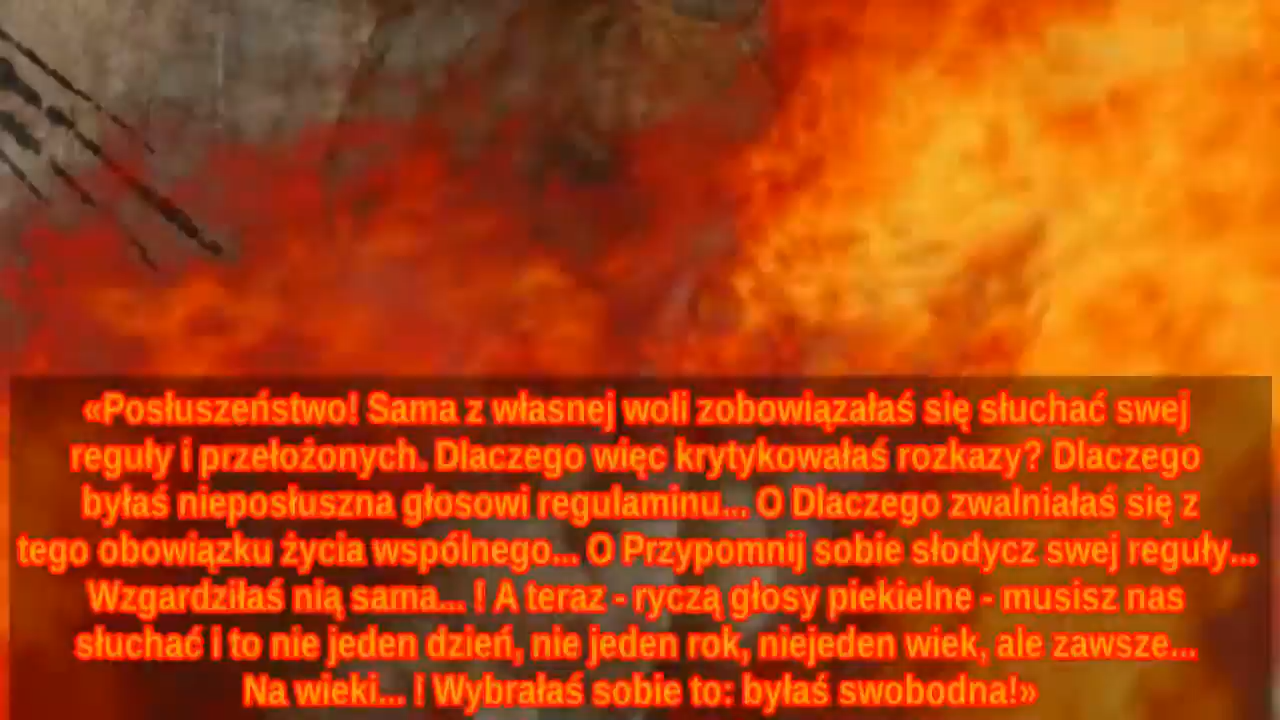 «Posłuszeństwo! Sama z własnej woli zobowiązałaś się słuchać swej
reguły i przełożonych. Dlaczego więc krytykowałaś rozkazy? Dlaczego
byłaś nieposłuszna głosowi regulaminu... O Dlaczego zwalniałaś się z
tego obowiązku życia wspólnego... O Przypomnij sobie słodycz swej reguły...
Wzgardziłaś nią sama... ! A teraz - ryczą głosy piekielne - musisz nas
słuchać i to nie jeden dzień, nie jeden rok, niejeden wiek, ale zawsze...
Na wieki... ! Wybrałaś sobie to: byłaś swobodna!»